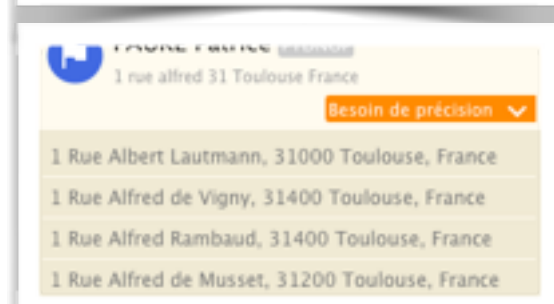 FAURE Patrice
1 rue alfred 31 Toulouse France
Besoin de précision
1 Rue Albert Lautmann, 31000 Toulouse, France
1 Rue Alfred de Vigny, 31400 Toulouse, France
1 Rue Alfred Rambaud, 31400 Toulouse, France
1 Rue Alfred de Musset, 31200 Toulouse, France